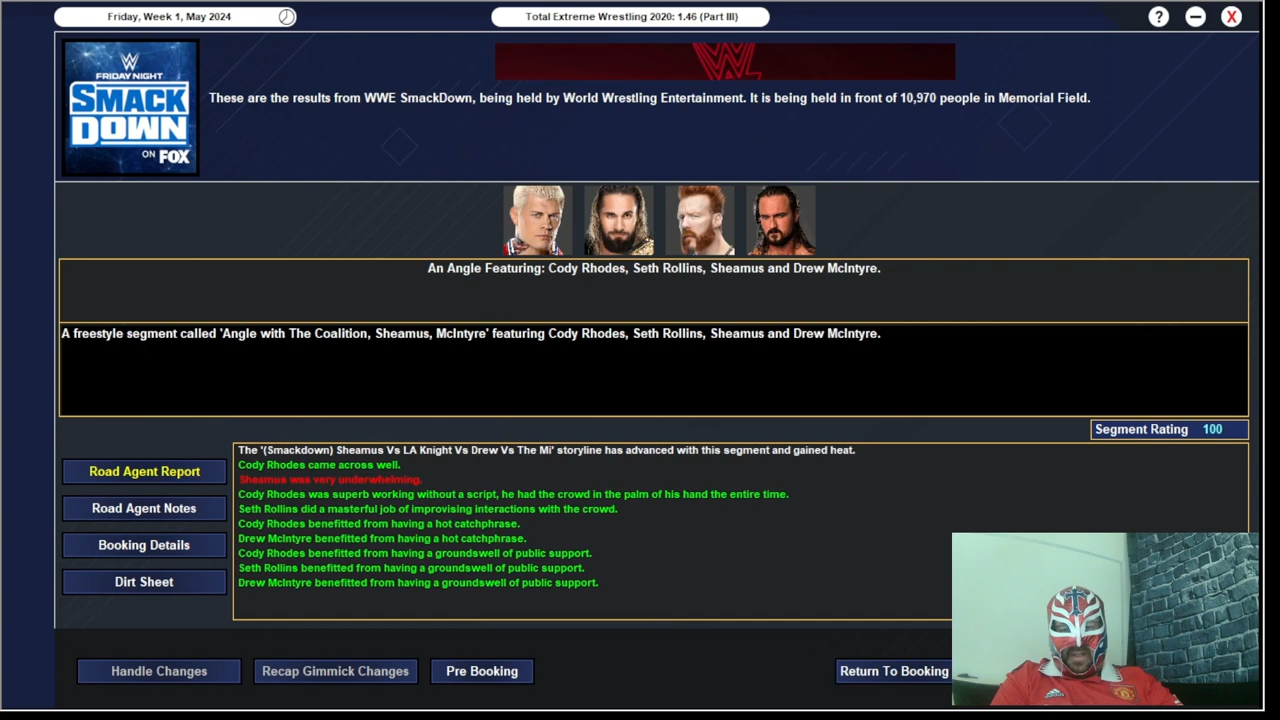 Friday, Week 1, May 2024
Total Extreme Wrestling 2020: 1.46 (Part III)
?
X
W
FRIDAY NIGHT
SMACK
DOWN
ON FOX
These are the results from WWE SmackDown, being held by World Wrestling Entertainment. It is being held in front of 10,970 people in Memorial Field.
An Angle Featuring: Cody Rhodes, Seth Rollins, Sheamus and Drew McIntyre.
A freestyle segment called 'Angle with The Coalition, Sheamus, McIntyre' featuring Cody Rhodes, Seth Rollins, Sheamus and Drew McIntyre.
Segment Rating 100
Road Agent Report
Road Agent Notes
Booking Details
Dirt Sheet
The '(Smackdown) Sheamus Vs LA Knight Vs Drew Vs The Mi' storyline has advanced with this segment and gained heat.
Cody Rhodes came across well.
Sheamus was very underwhelming.
Cody Rhodes was superb working without a script, he had the crowd in the palm of his hand the entire time.
Seth Rollins did a masterful job of improvising interactions with the crowd.
Cody Rhodes benefitted from having a hot catchphrase.
Drew McIntyre benefitted from having a hot catchphrase.
Cody Rhodes benefitted from having a groundswell of public support.
Seth Rollins benefitted from having a groundswell of public support.
Drew McIntyre benefitted from having a groundswell of public support.
Handle Changes
Recap Gimmick Changes
Pre Booking
Return To Booking